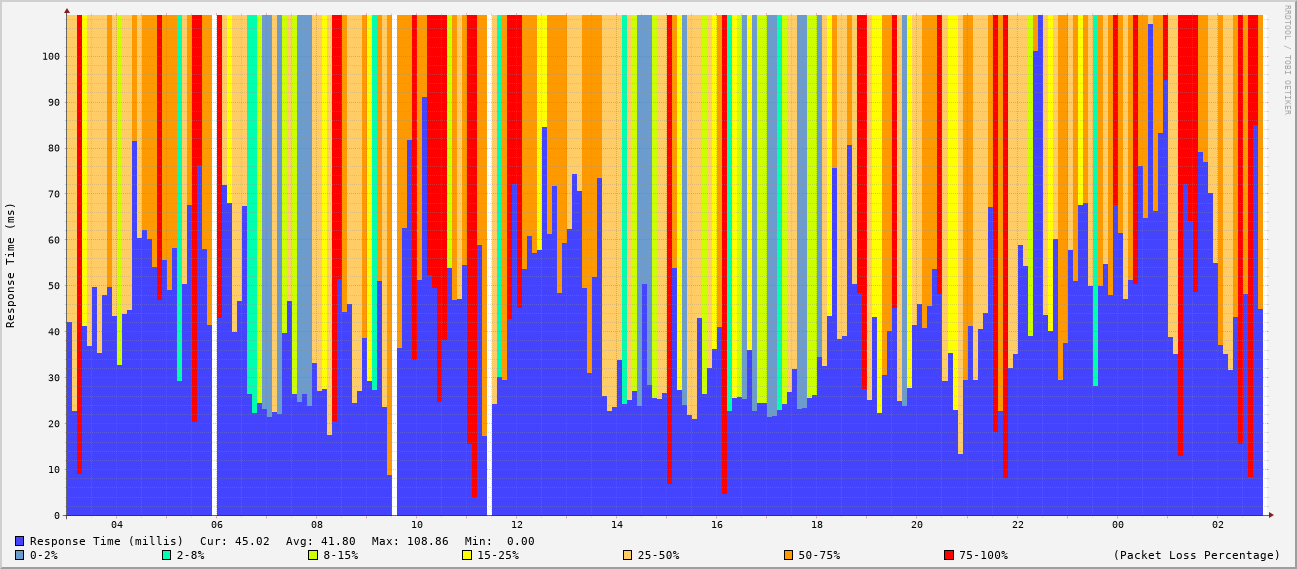 RRDTOOL / TOBI OETIKER
Response Time (ms)
100
90
80
70
60
50
40
30
20
10
0
04 06 08 10 12 14 16 18 20 22 00 02
Response Time (millis) Cur: 45.02 Avg: 41.80 Max: 108.86 Min: 0.00
0-2% 2-8% 8-15% 15-25% 25-50% 50-75% 75-100% (Packet Loss Percentage)